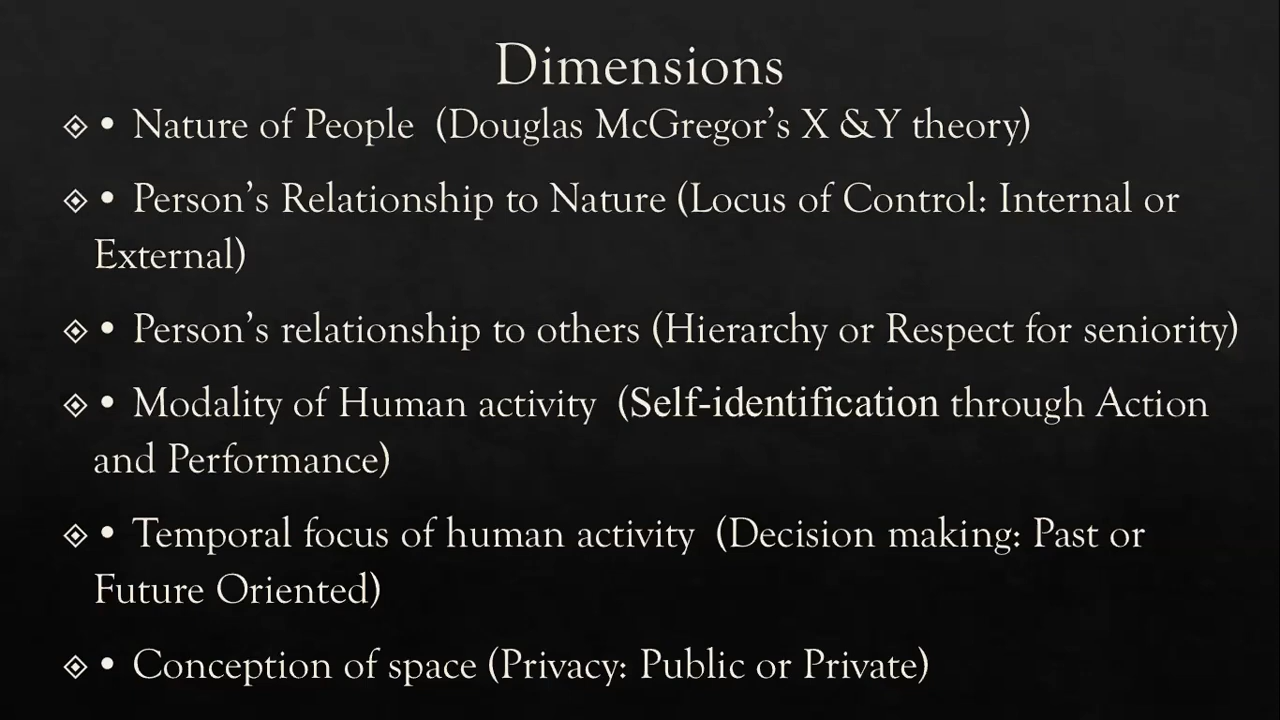 Dimensions
◈ • Nature of People (Douglas McGregor's X &Y theory)
◈ • Person's Relationship to Nature (Locus of Control: Internal or
External)
◈ • Person's relationship to others (Hierarchy or Respect for seniority)
◈ • Modality of Human activity (Self-identification through Action
and Performance)
◈ • Temporal focus of human activity (Decision making: Past or
Future Oriented)
◈ • Conception of space (Privacy: Public or Private)